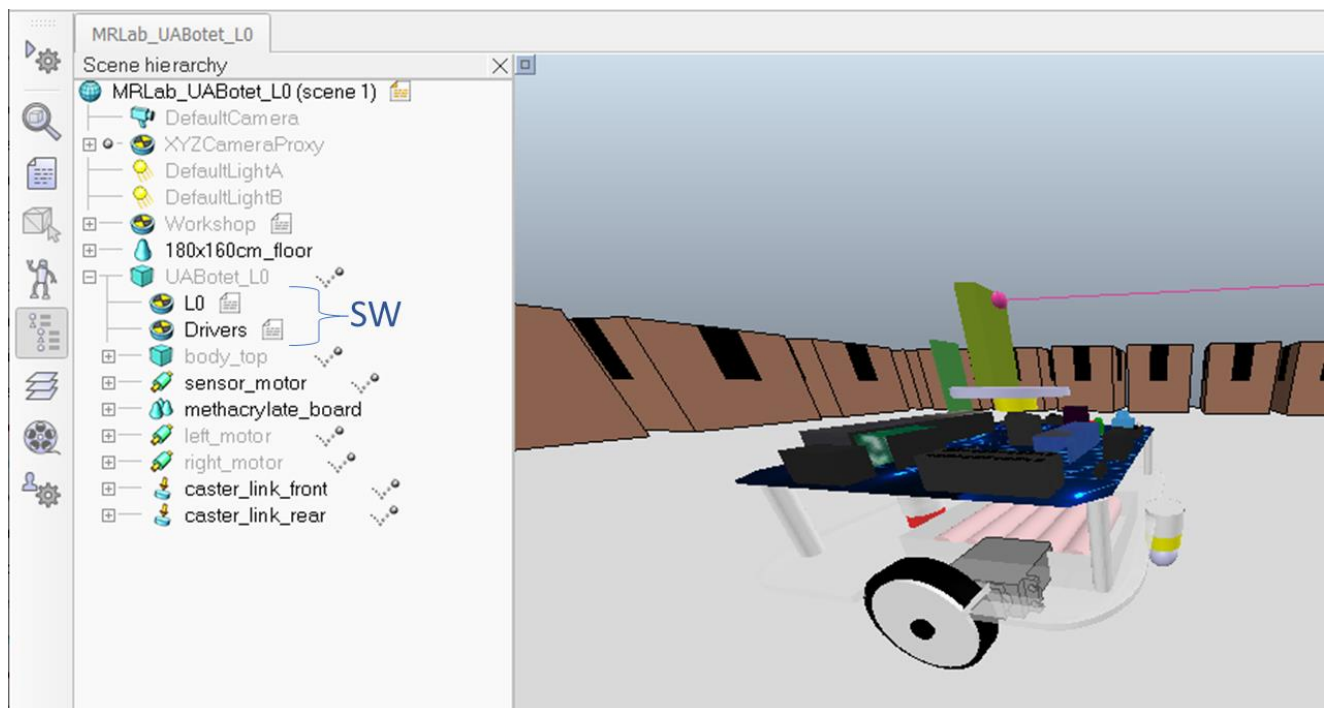 MRLab_UABotet_L0
Scene hierarchy
MRLab_UABotet_L0 (scene 1)
DefaultCamera
XYZCameraProxy
DefaultLightA
DefaultLightB
Workshop
180x160cm_floor
UABotet_L0
L0
SW
Drivers
body_top
sensor_motor
methacrylate_board
left_motor
right_motor
caster_link_front
caster_link_rear